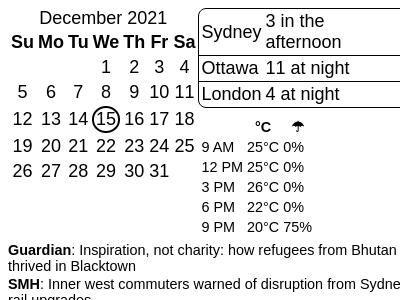 December 2021
Su Mo Tu We Th Fr Sa
1 2 3 4
5 6 7 8 9 10 11
12 13 14 15 16 17 18
19 20 21 22 23 24 25
26 27 28 29 30 31
Sydney 3 in the
afternoon
Ottawa 11 at night
London 4 at night
°C ☂
9 AM 25°C 0%
12 PM 25°C 0%
3 PM 26°C 0%
6 PM 22°C 0%
9 PM 20°C 75%
Guardian: Inspiration, not charity: how refugees from Bhutan
thrived in Blacktown
SMH: Inner west commuters warned of disruption from Sydne
rail upgrades